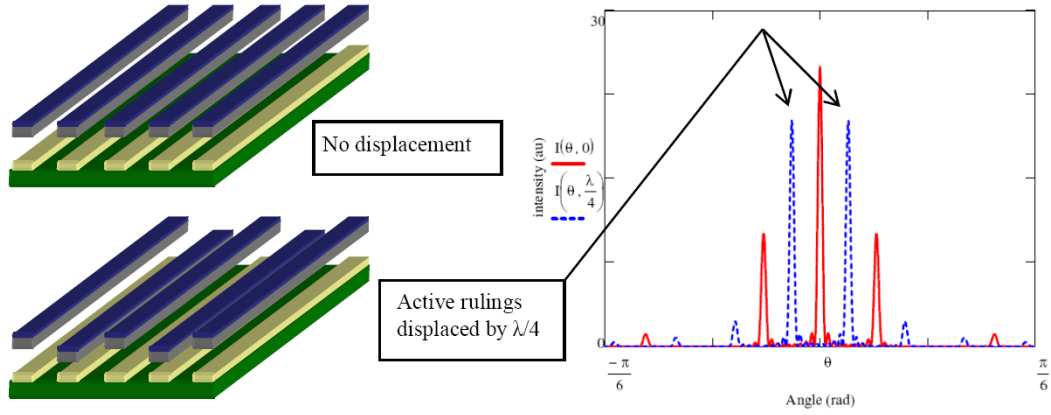 No displacement
Active rulings
displaced by λ/4
30
intensity (au)
I(θ, 0)
I(θ, λ/4)
0
−π/6
θ
π/6
Angle (rad)